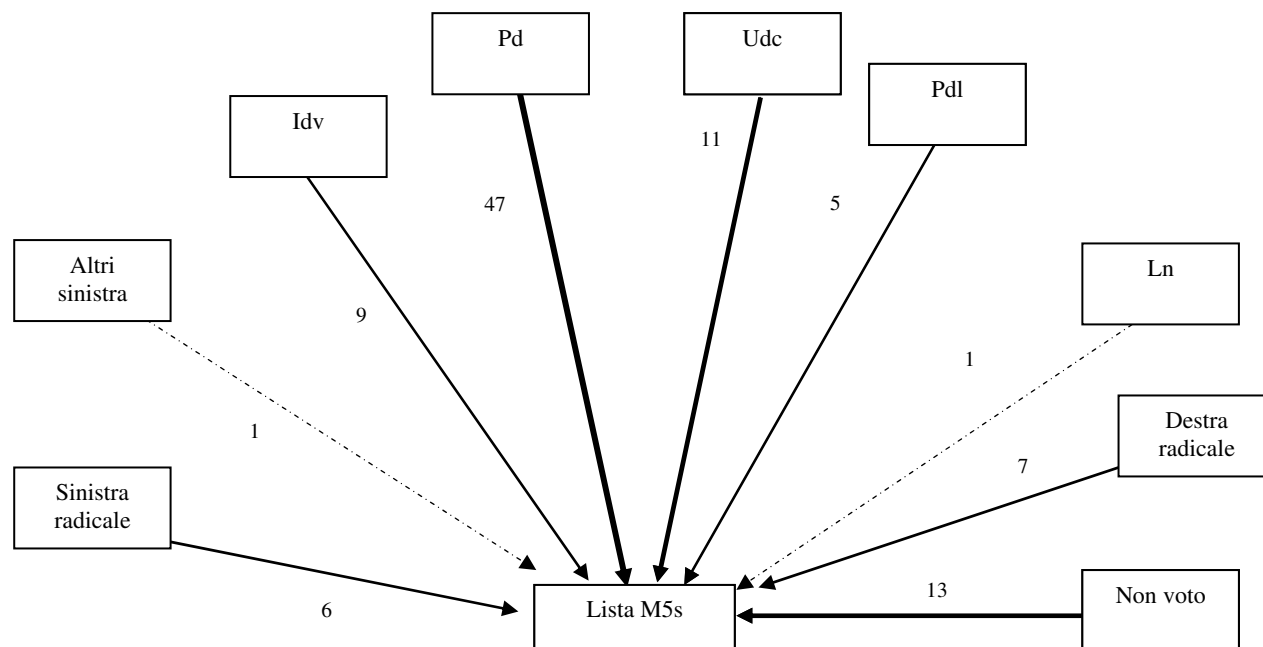 Pd
Udc
Pdl
Idv
11
47
5
Altri
sinistra
Ln
9
1
Destra
radicale
1
7
Sinistra
radicale
13
6
Lista M5s
Non voto